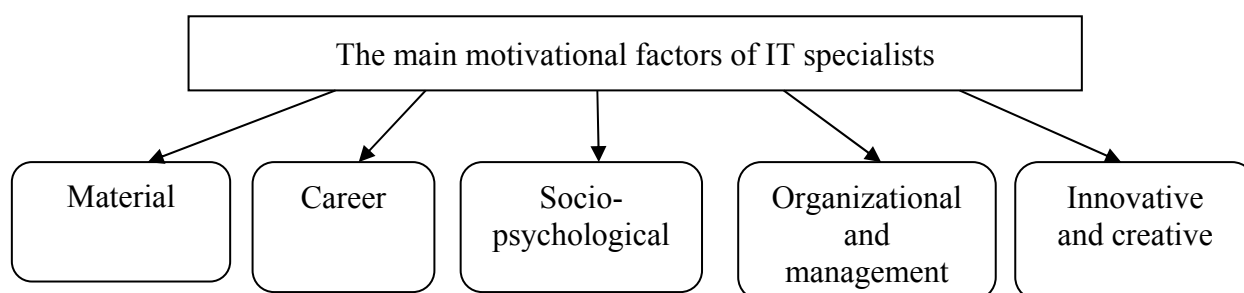 The main motivational factors of IT specialists
Material
Career
Socio-
psychological
Organizational
and
management
Innovative
and creative